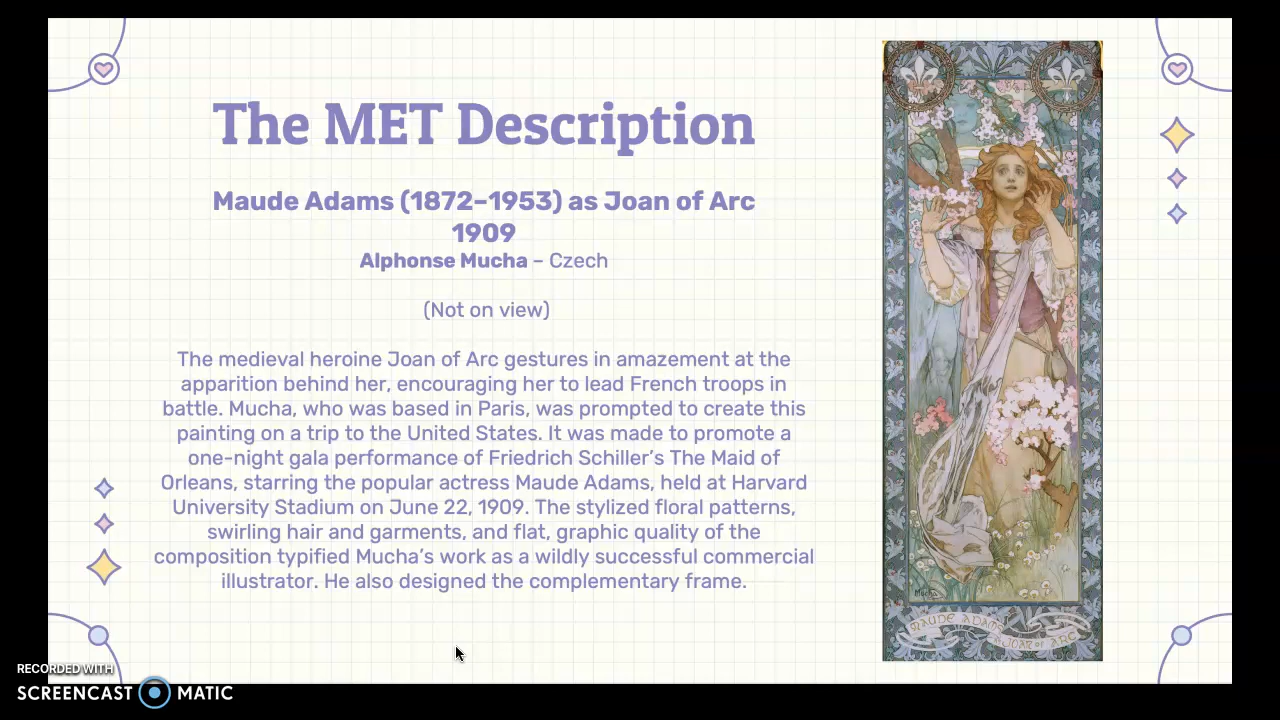 The MET Description
Maude Adams (1872–1953) as Joan of Arc
1909
Alphonse Mucha – Czech
(Not on view)
The medieval heroine Joan of Arc gestures in amazement at the
apparition behind her, encouraging her to lead French troops in
battle. Mucha, who was based in Paris, was prompted to create this
painting on a trip to the United States. It was made to promote a
one-night gala performance of Friedrich Schiller’s The Maid of
Orleans, starring the popular actress Maude Adams, held at Harvard
University Stadium on June 22, 1909. The stylized floral patterns,
swirling hair and garments, and flat, graphic quality of the
composition typified Mucha’s work as a wildly successful commercial
illustrator. He also designed the complementary frame.
Mucha
MAUDE ADAMS
AS JOAN OF ARC
RECORDED WITH
SCREENCAST MATIC